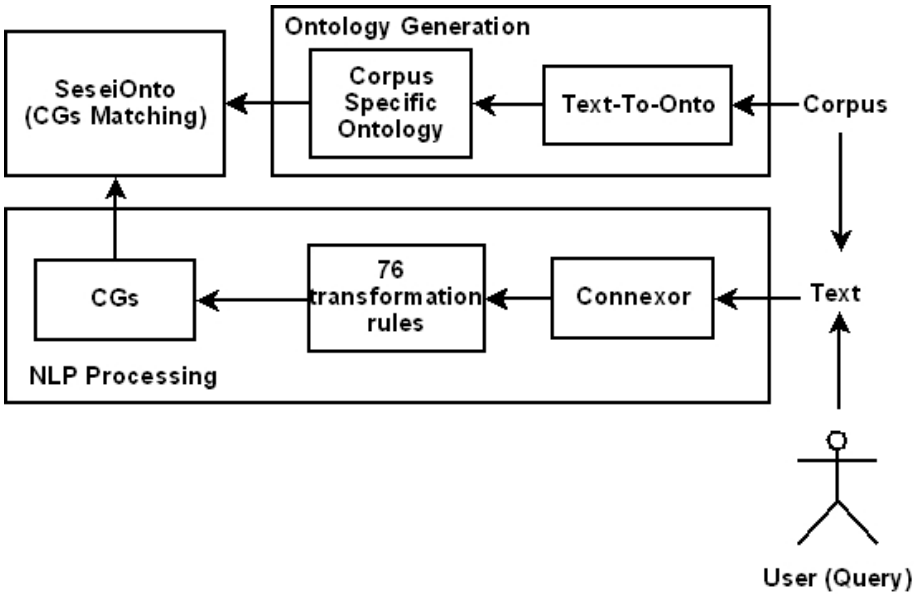 Ontology Generation
SeseiOnto
(CGs Matching)
Corpus
Specific
Ontology
Text-To-Onto
Corpus
CGs
76
transformation
rules
Connexor
Text
NLP Processing
User (Query)